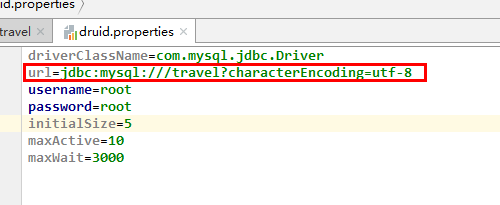 druid.properties
travel
druid.properties
driverClassName=com.mysql.jdbc.Driver
url=jdbc:mysql:///travel?characterEncoding=utf-8
username=root
password=root
initialSize=5
maxActive=10
maxWait=3000